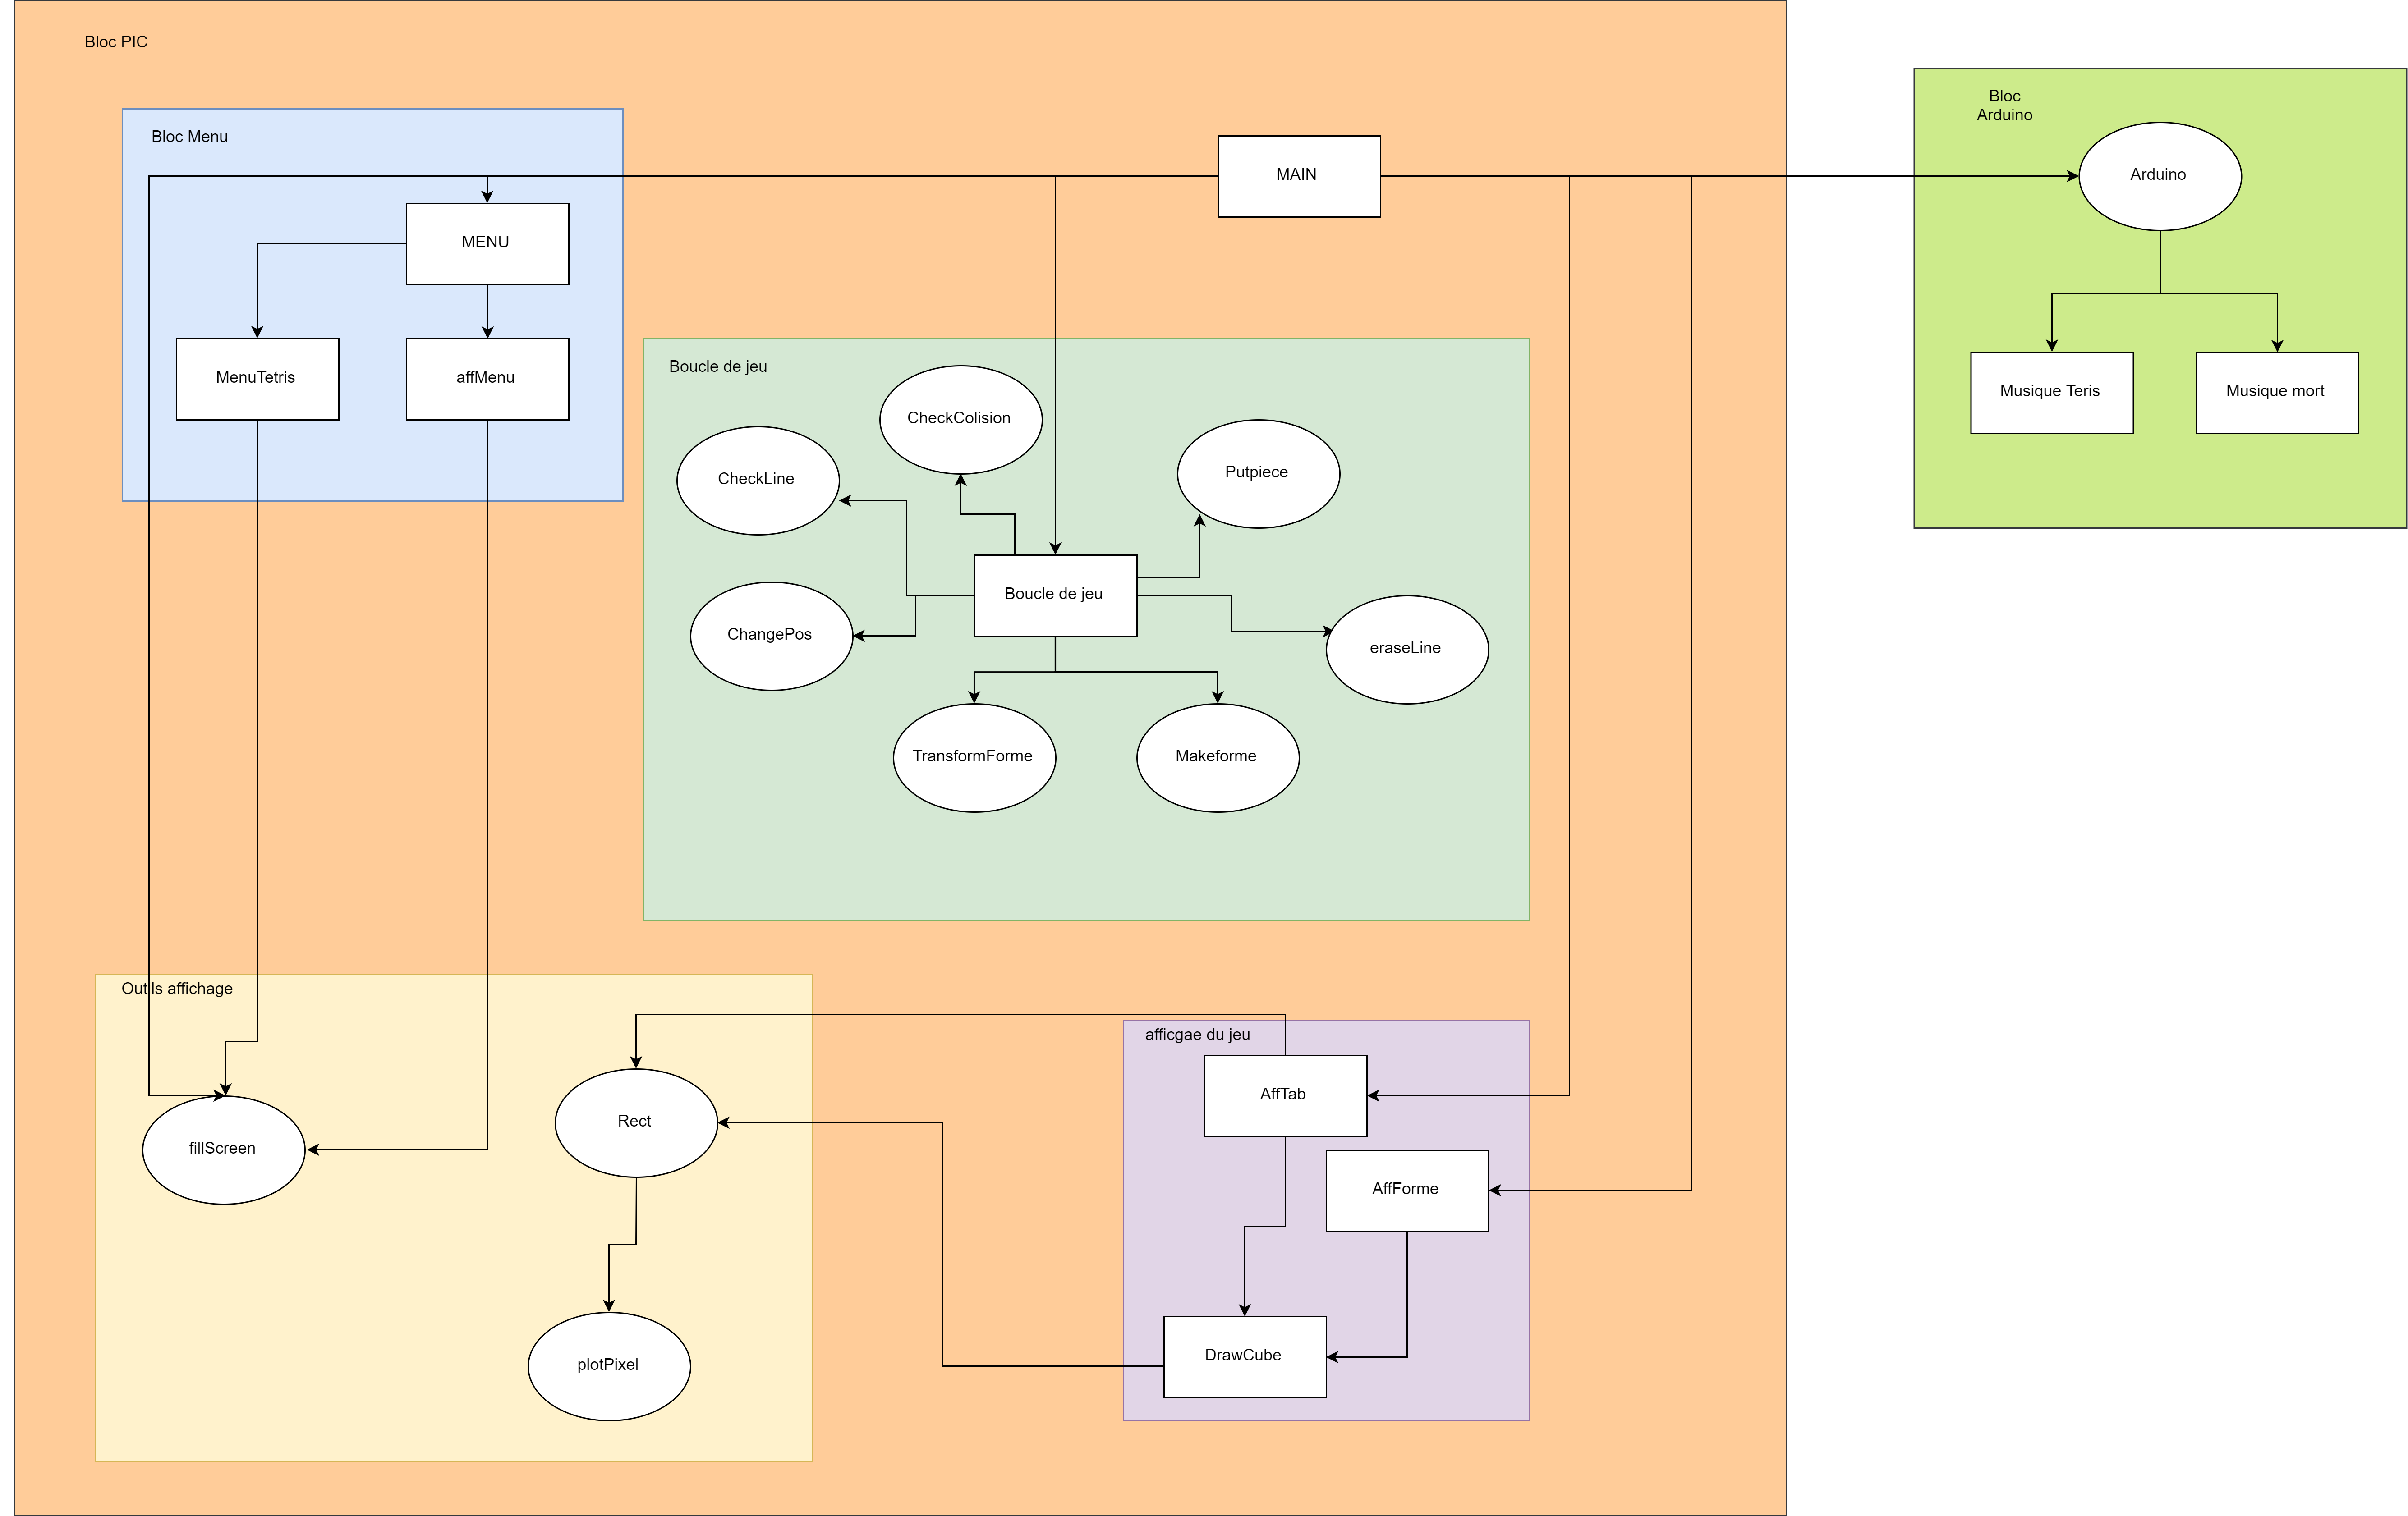 Bloc PIC
Bloc
Arduino
Bloc Menu
MAIN
Arduino
MENU
MenuTetris
affMenu
Musique Teris
Musique mort
Boucle de jeu
CheckColision
CheckLine
Putpiece
Boucle de jeu
ChangePos
eraseLine
TransformForme
Makeforme
Outils affichage
afficgae du jeu
AffTab
Rect
fillScreen
AffForme
DrawCube
plotPixel